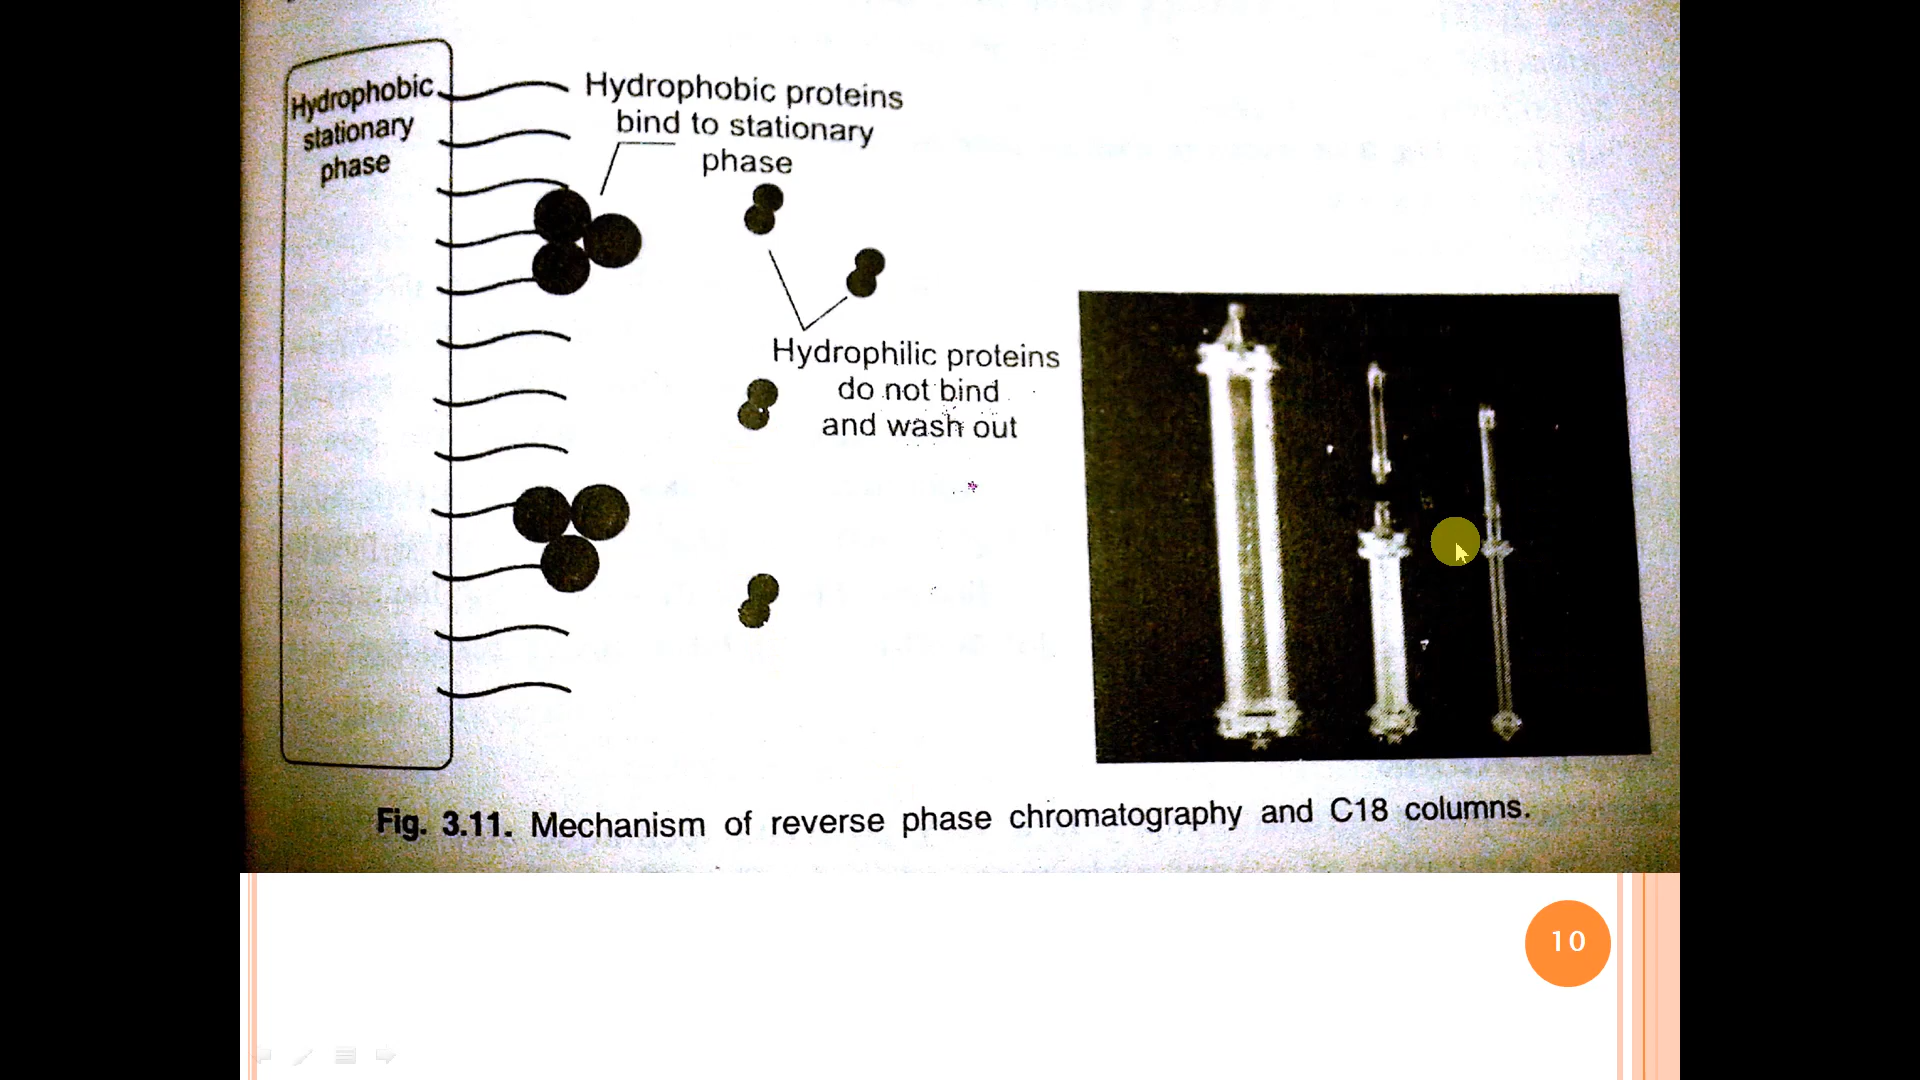 Hydrophobic
stationary
phase
Hydrophobic proteins
bind to stationary
phase
Hydrophilic proteins
do not bind
and wash out
Fig. 3.11. Mechanism of reverse phase chromatography and C18 columns.
10